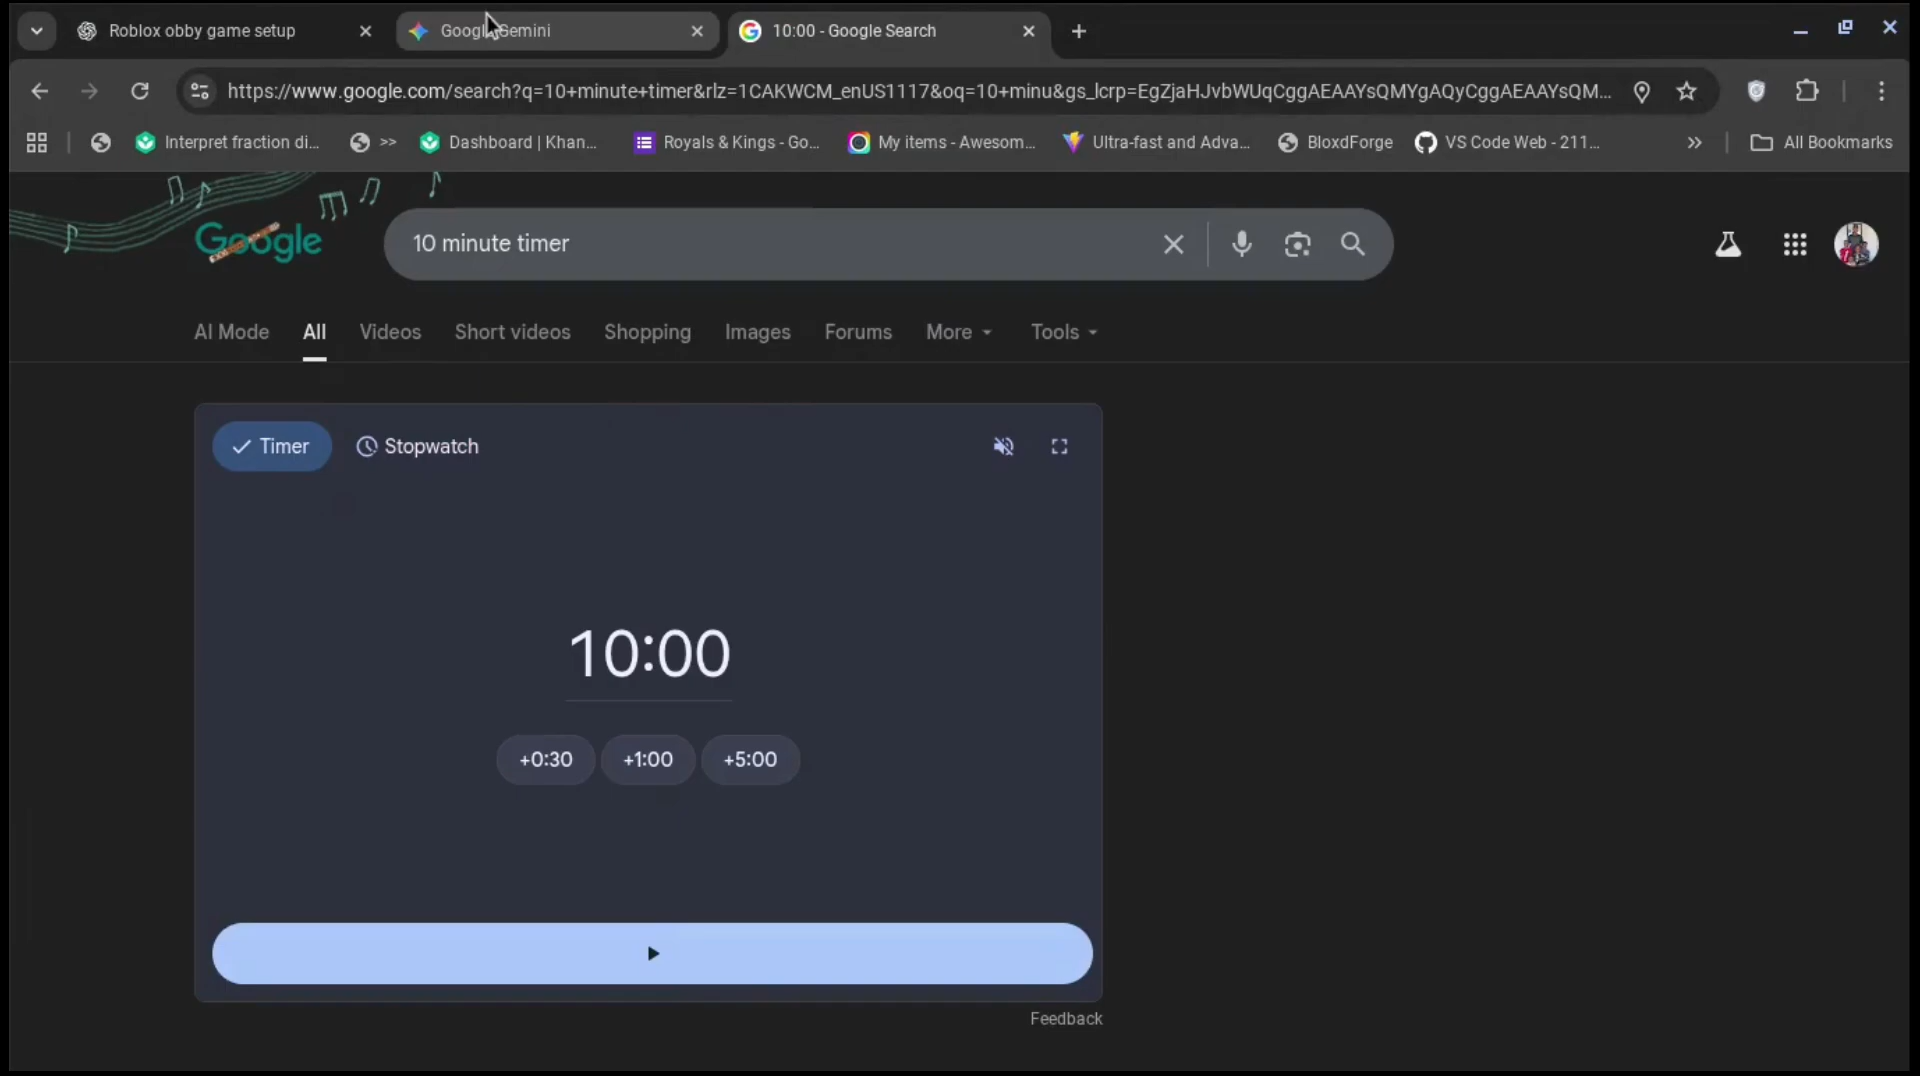 Roblox obby game setup
Google Gemini
10:00 - Google Search
https://www.google.com/search?q=10+minute+timer&rlz=1CAKWCM_enUS1117&oq=10+minu&gs_lcrp=EgZjaHJvbWUqCggAEAAYsQMYgAQyCggAEAAYsQM...
Interpret fraction di...
>>
Dashboard | Khan...
Royals & Kings - Go...
My items - Awesom...
Ultra-fast and Adva...
BloxdForge
VS Code Web - 211...
All Bookmarks
Google
10 minute timer
AI Mode
All
Videos
Short videos
Shopping
Images
Forums
More
Tools
Timer
Stopwatch
10:00
+0:30
+1:00
+5:00
Feedback